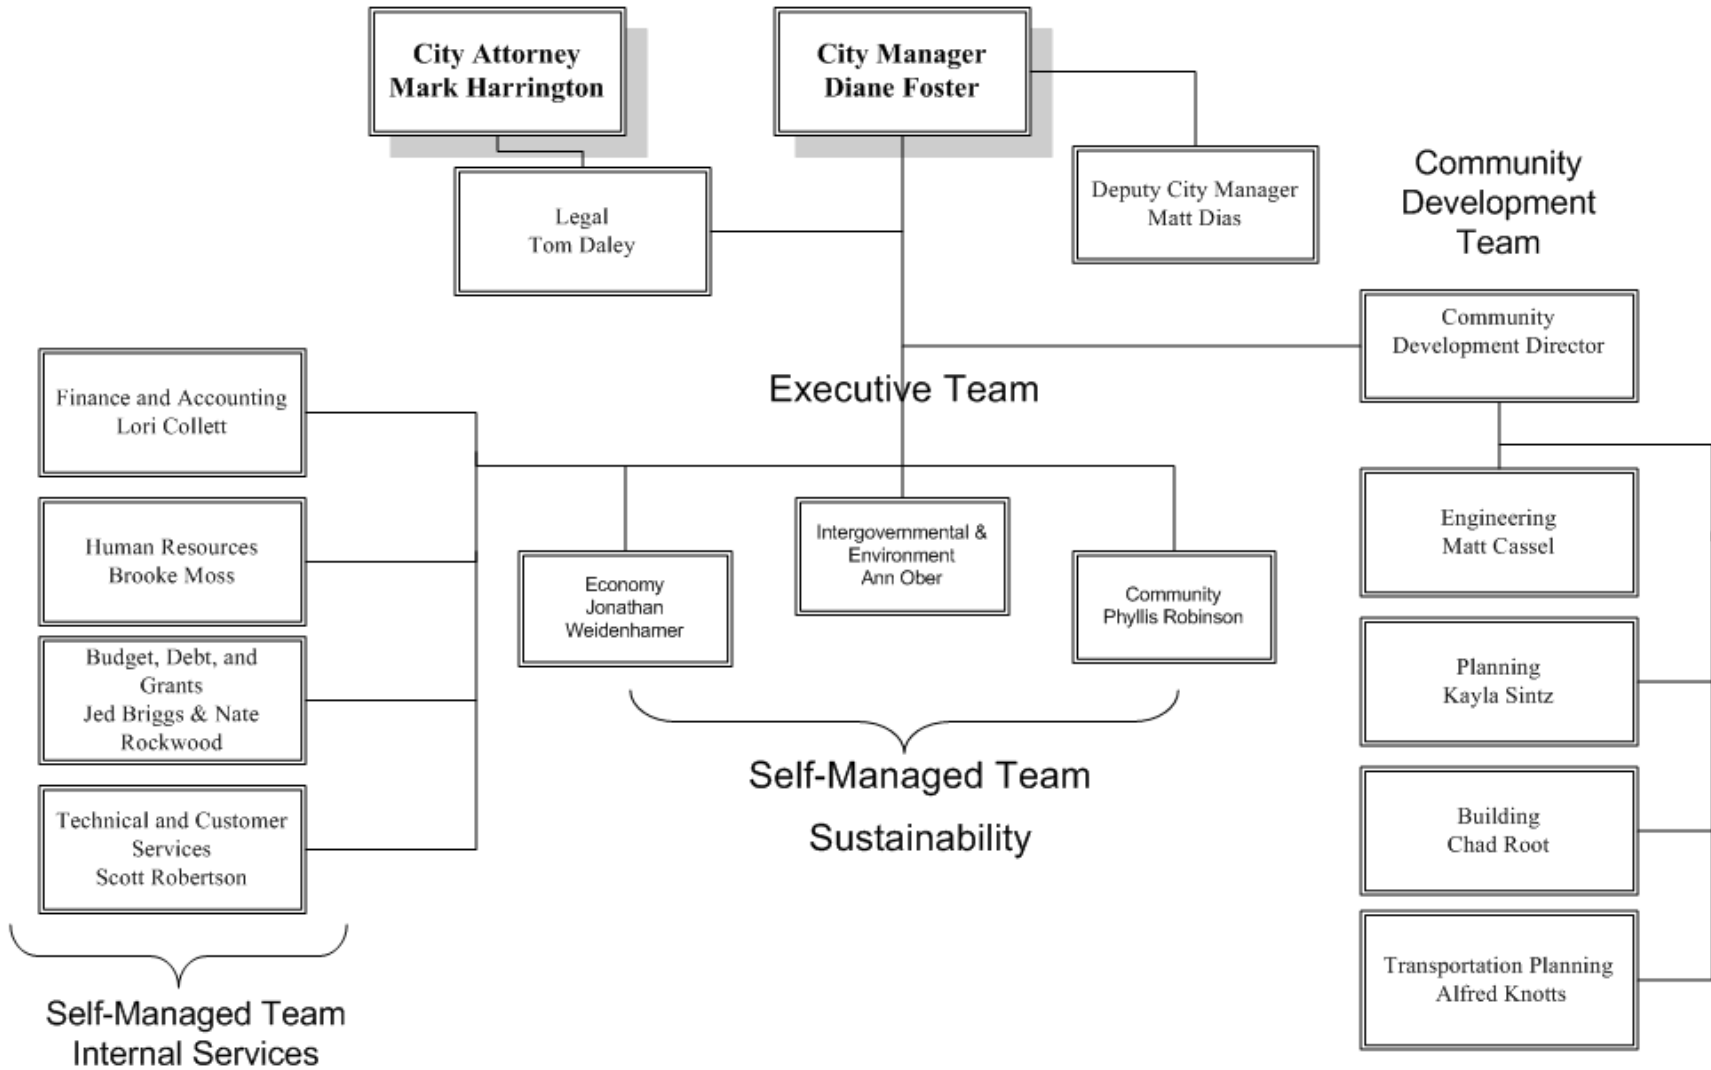 City Attorney
Mark Harrington
City Manager
Diane Foster
Legal
Tom Daley
Deputy City Manager
Matt Dias
Community
Development
Team
Community
Development Director
Executive Team
Finance and Accounting
Lori Collett
Human Resources
Brooke Moss
Budget, Debt, and
Grants
Jed Briggs & Nate
Rockwood
Technical and Customer
Services
Scott Robertson
Self-Managed Team
Internal Services
Economy
Jonathan
Weidenhamer
Intergovernmental &
Environment
Ann Ober
Community
Phyllis Robinson
Self-Managed Team
Sustainability
Engineering
Matt Cassel
Planning
Kayla Sintz
Building
Chad Root
Transportation Planning
Alfred Knotts